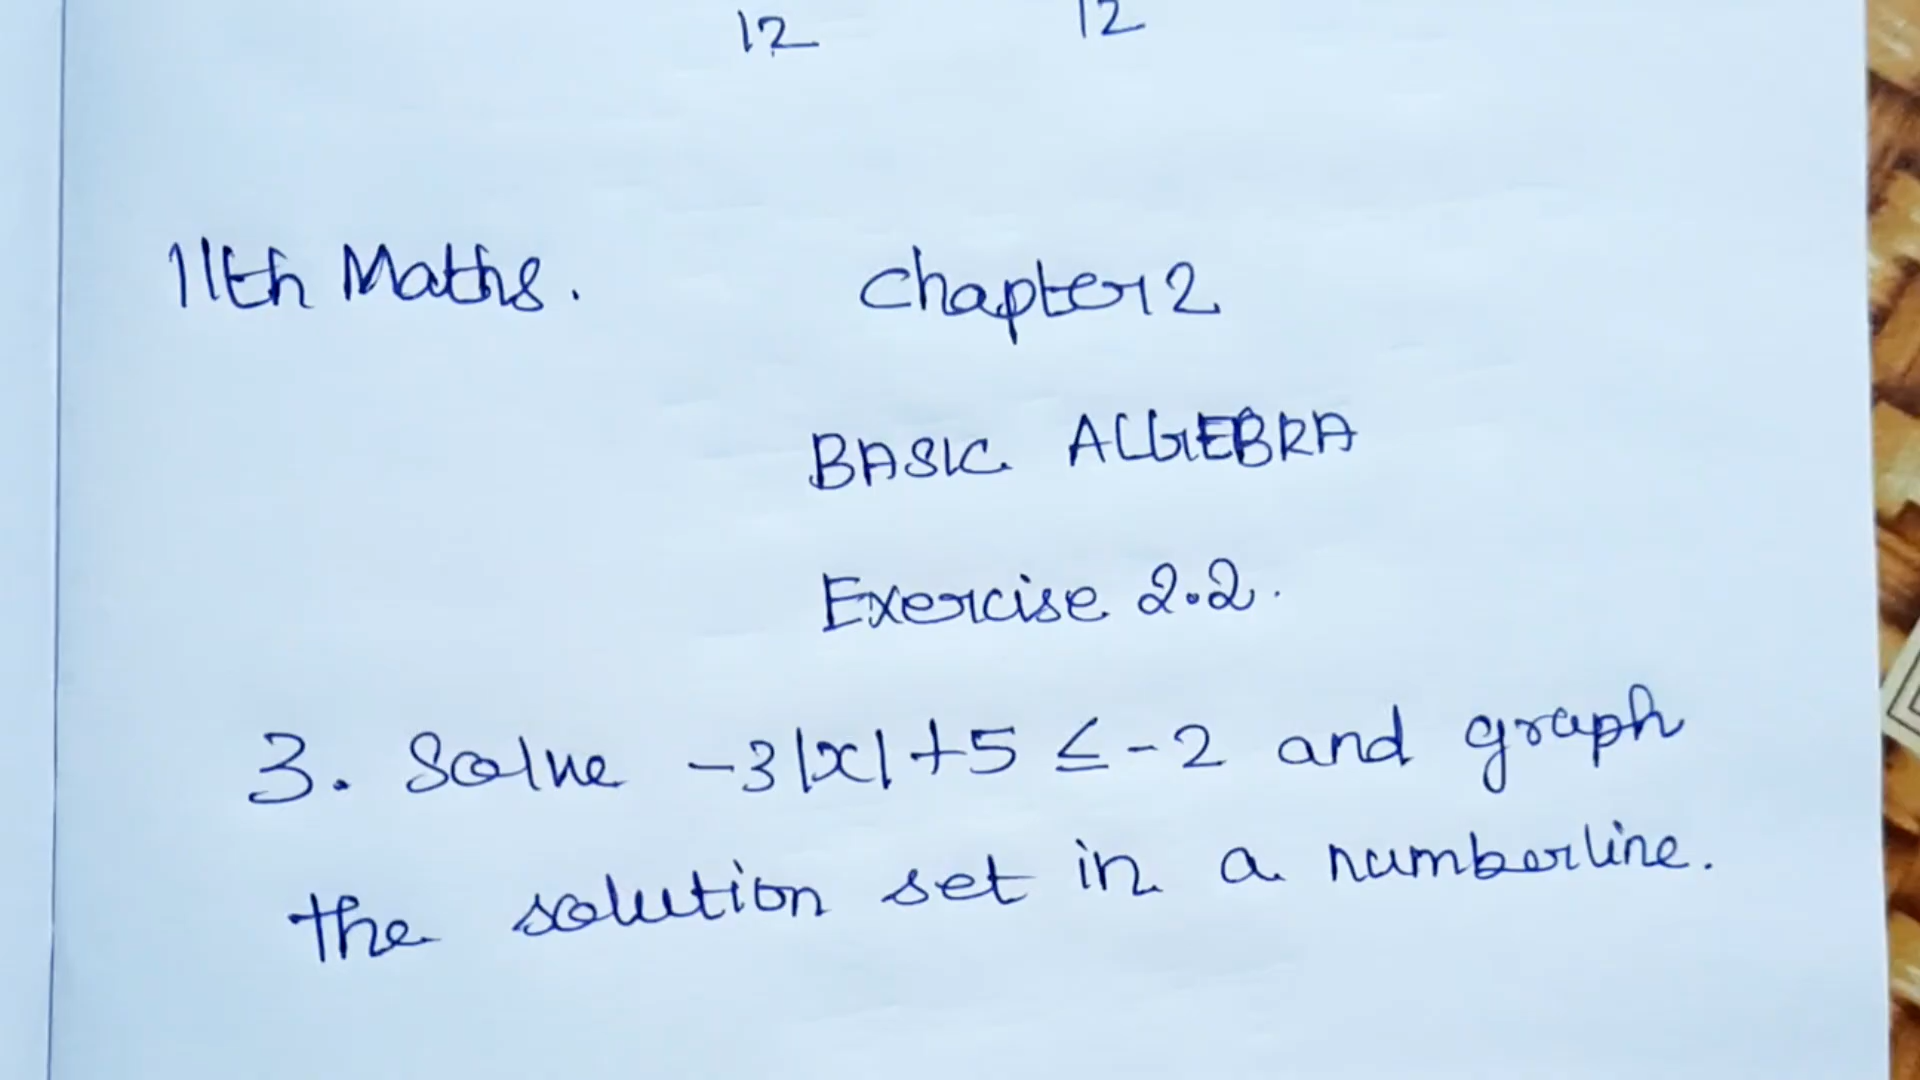 12 12
11th Maths. Chapter 2
BASIC ALGEBRA
Exercise 2.2.
3. Solve -3|x|+5 ≤ -2 and graph
the solution set in a numberline.